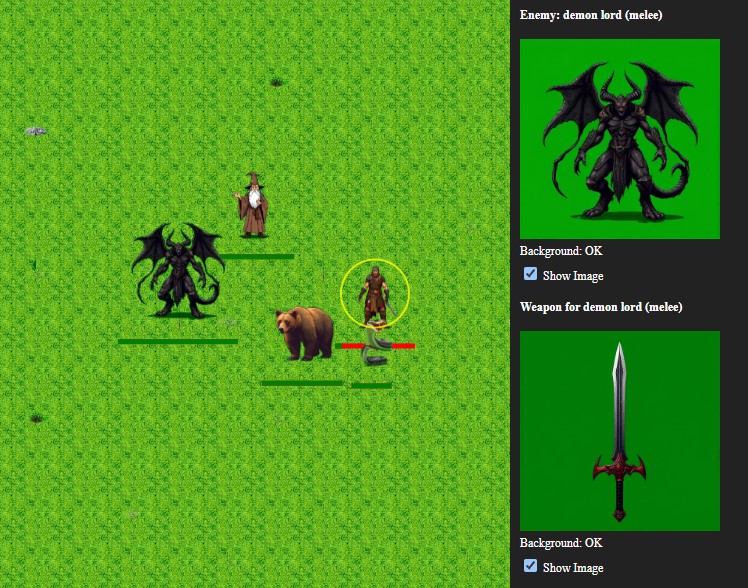 Enemy: demon lord (melee)
Background: OK
Show Image
Weapon for demon lord (melee)
Background: OK
Show Image